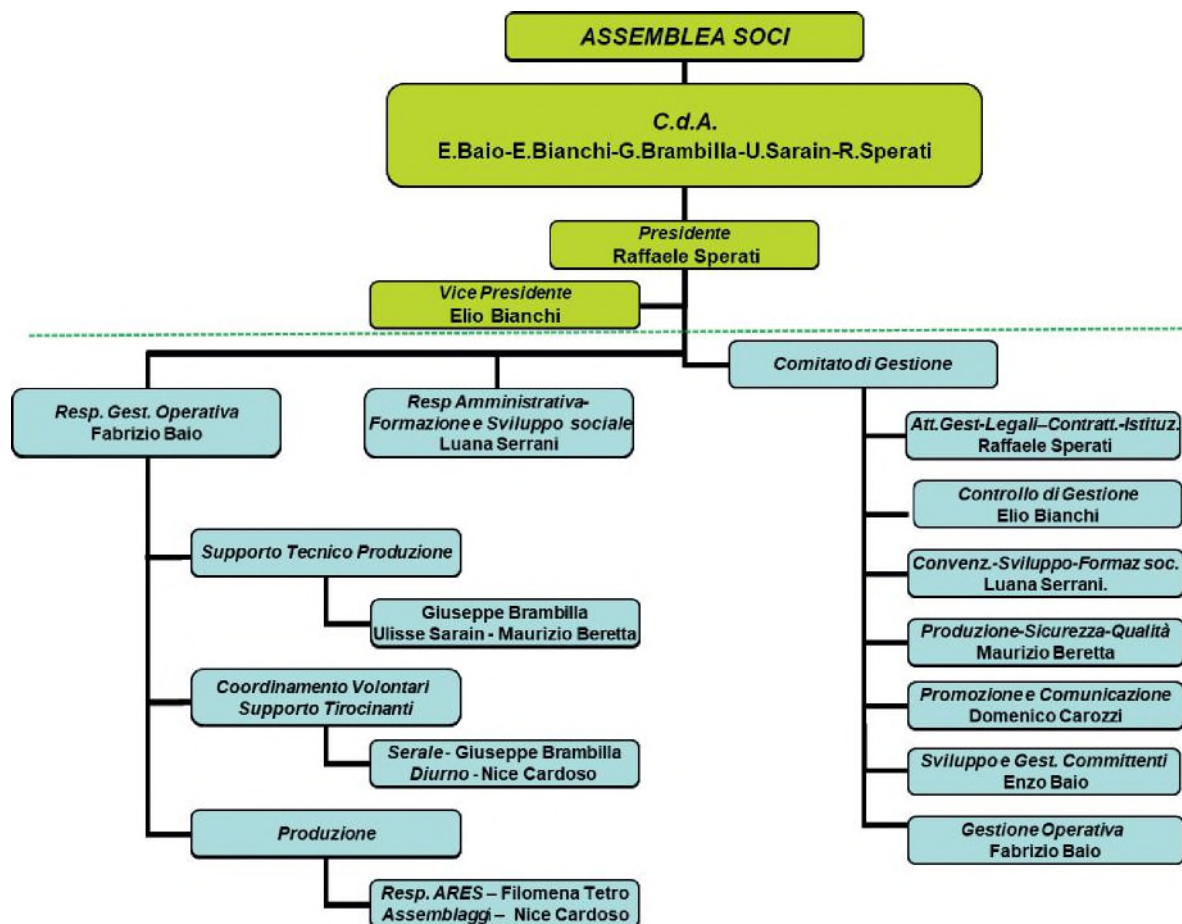 ASSEMBLEA SOCI
C.d.A.
E.Baio-E.Bianchi-G.Brambilla-U.Sarain-R.Sperati
Presidente
Raffaele Sperati
Vice Presidente
Elio Bianchi
Resp. Gest. Operativa
Fabrizio Baio
Resp Amministrativa-
Formazione e Sviluppo sociale
Luana Serrani
Comitato di Gestione
Supporto Tecnico Produzione
Giuseppe Brambilla
Ulisse Sarain - Maurizio Beretta
Coordinamento Volontari
Supporto Tirocinanti
Serale - Giuseppe Brambilla
Diurno - Nice Cardoso
Produzione
Resp. ARES – Filomena Tetro
Assemblaggi – Nice Cardoso
Att.Gest-Legali–Contratt.-Istituz.
Raffaele Sperati
Controllo di Gestione
Elio Bianchi
Convenz.-Sviluppo-Formaz soc.
Luana Serrani.
Produzione-Sicurezza-Qualità
Maurizio Beretta
Promozione e Comunicazione
Domenico Carozzi
Sviluppo e Gest. Committenti
Enzo Baio
Gestione Operativa
Fabrizio Baio